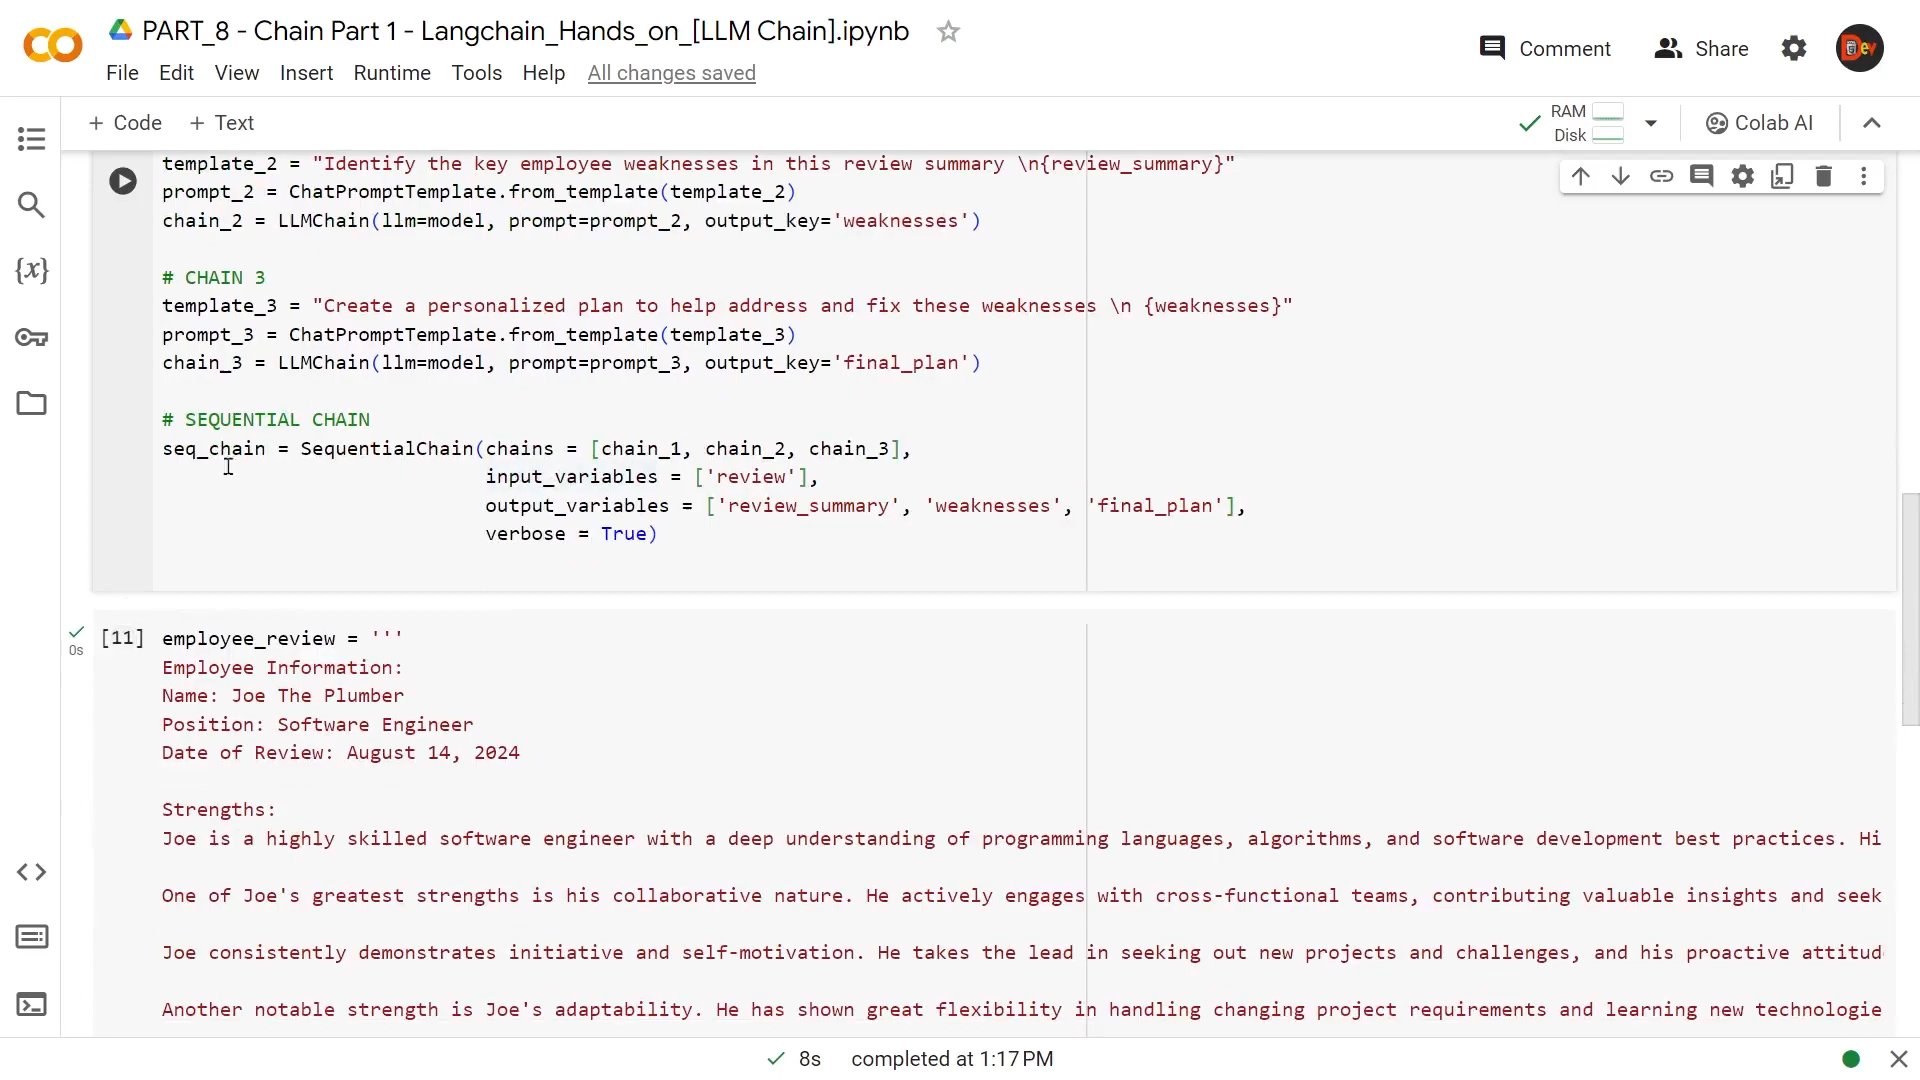 PART_8 - Chain Part 1 - Langchain_Hands_on_[LLM Chain].ipynb
Comment
Share
Dev
File Edit View Insert Runtime Tools Help All changes saved
+ Code + Text
RAM
Disk
Colab AI
template_2 = "Identify the key employee weaknesses in this review summary \n{review_summary}"
prompt_2 = ChatPromptTemplate.from_template(template_2)
chain_2 = LLMChain(llm=model, prompt=prompt_2, output_key='weaknesses')
# CHAIN 3
template_3 = "Create a personalized plan to help address and fix these weaknesses \n {weaknesses}"
prompt_3 = ChatPromptTemplate.from_template(template_3)
chain_3 = LLMChain(llm=model, prompt=prompt_3, output_key='final_plan')
# SEQUENTIAL CHAIN
seq_chain = SequentialChain(chains = [chain_1, chain_2, chain_3],
input_variables = ['review'],
output_variables = ['review_summary', 'weaknesses', 'final_plan'],
verbose = True)
0s
[11] employee_review = '''
Employee Information:
Name: Joe The Plumber
Position: Software Engineer
Date of Review: August 14, 2024
Strengths:
Joe is a highly skilled software engineer with a deep understanding of programming languages, algorithms, and software development best practices. Hi
One of Joe's greatest strengths is his collaborative nature. He actively engages with cross-functional teams, contributing valuable insights and seek
Joe consistently demonstrates initiative and self-motivation. He takes the lead in seeking out new projects and challenges, and his proactive attitud
Another notable strength is Joe's adaptability. He has shown great flexibility in handling changing project requirements and learning new technologie
8s completed at 1:17 PM